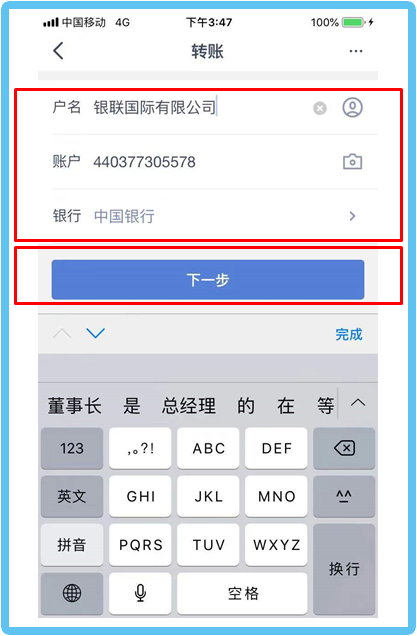 中国移动 4G 下午3:47 100%
转账
户名 银联国际有限公司
账户 440377305578
银行 中国银行
下一步
完成
董事长 是 总经理 的 在 等
123 ,。?! ABC DEF
英文 GHI JKL MNO ^^
拼音 PQRS TUV WXYZ
换行
空格